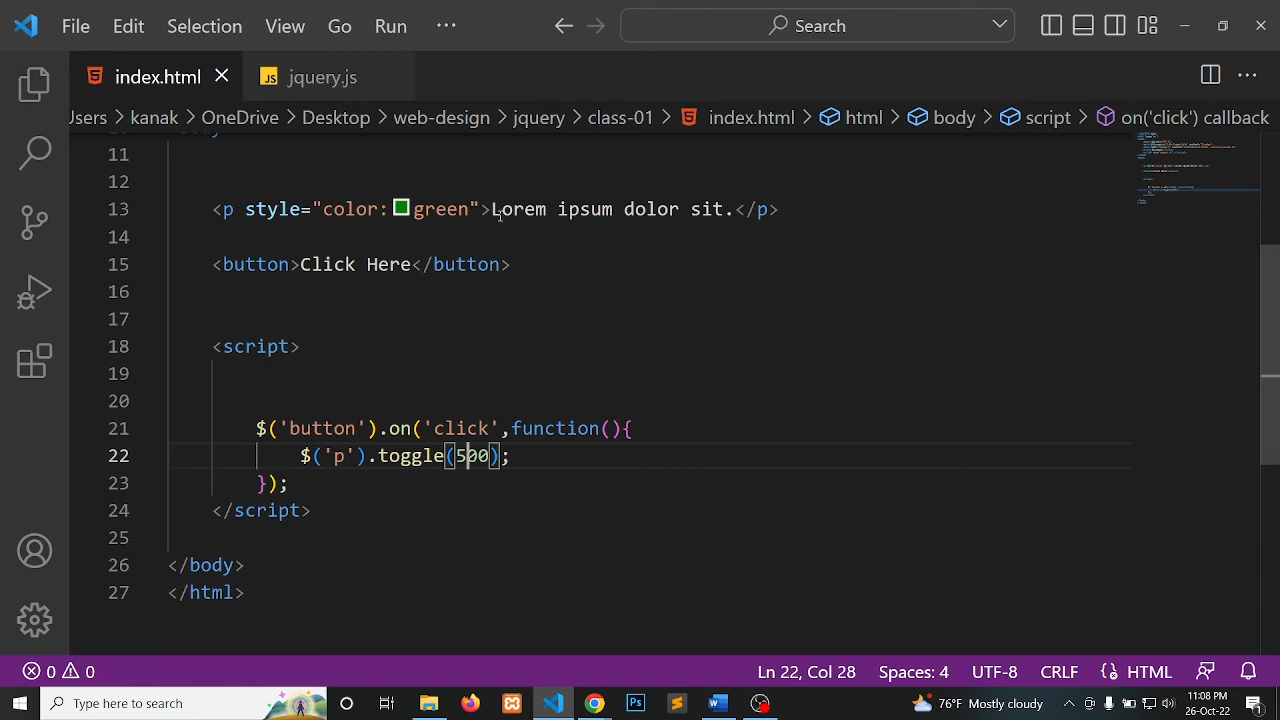 File Edit Selection View Go Run ··· Search
index.html
JS jquery.js
Users > kanak > OneDrive > Desktop > web-design > jquery > class-01 > index.html > html > body > script > on('click') callback
11
12
13 <p style="color:green">Lorem ipsum dolor sit.</p>
14
15 <button>Click Here</button>
16
17
18 <script>
19
20
21 $('button').on('click',function(){
22 $('p').toggle(500);
23 });
24 </script>
25
26 </body>
27 </html>
0 0 Ln 22, Col 28 Spaces: 4 UTF-8 CRLF HTML
Type here to search
Ps
W
76°F Mostly cloudy
11:08 PM
26-Oct-22